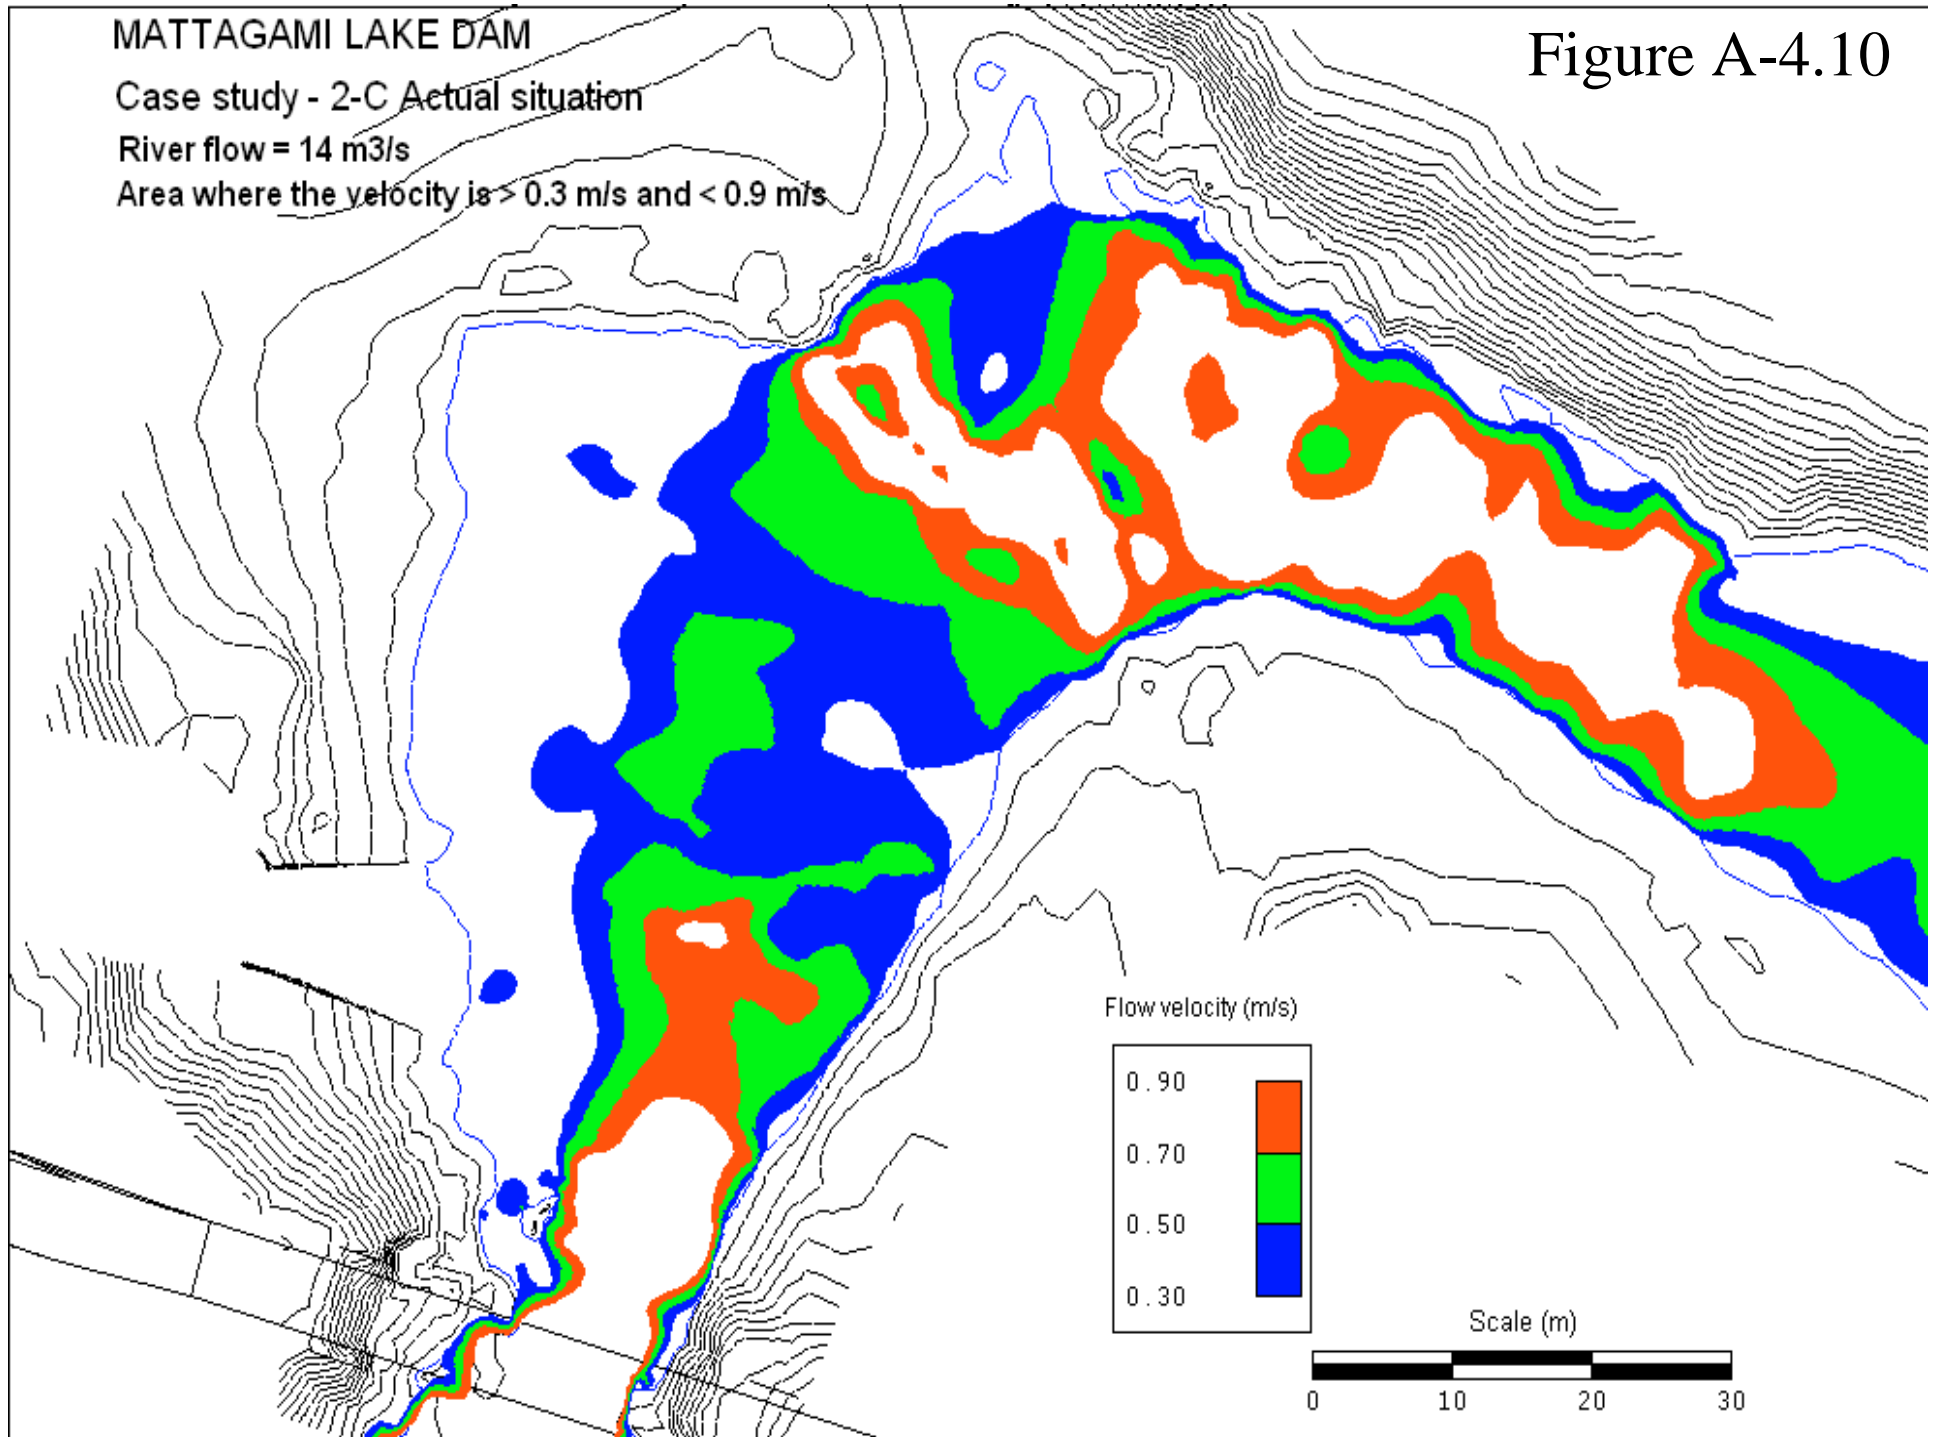 MATTAGAMI LAKE DAM
Figure A-4.10
Case study - 2-C Actual situation
River flow = 14 m3/s
Area where the velocity is > 0.3 m/s and < 0.9 m/s
Flow velocity (m/s)
0.90
0.70
0.50
0.30
Scale (m)
0 10 20 30